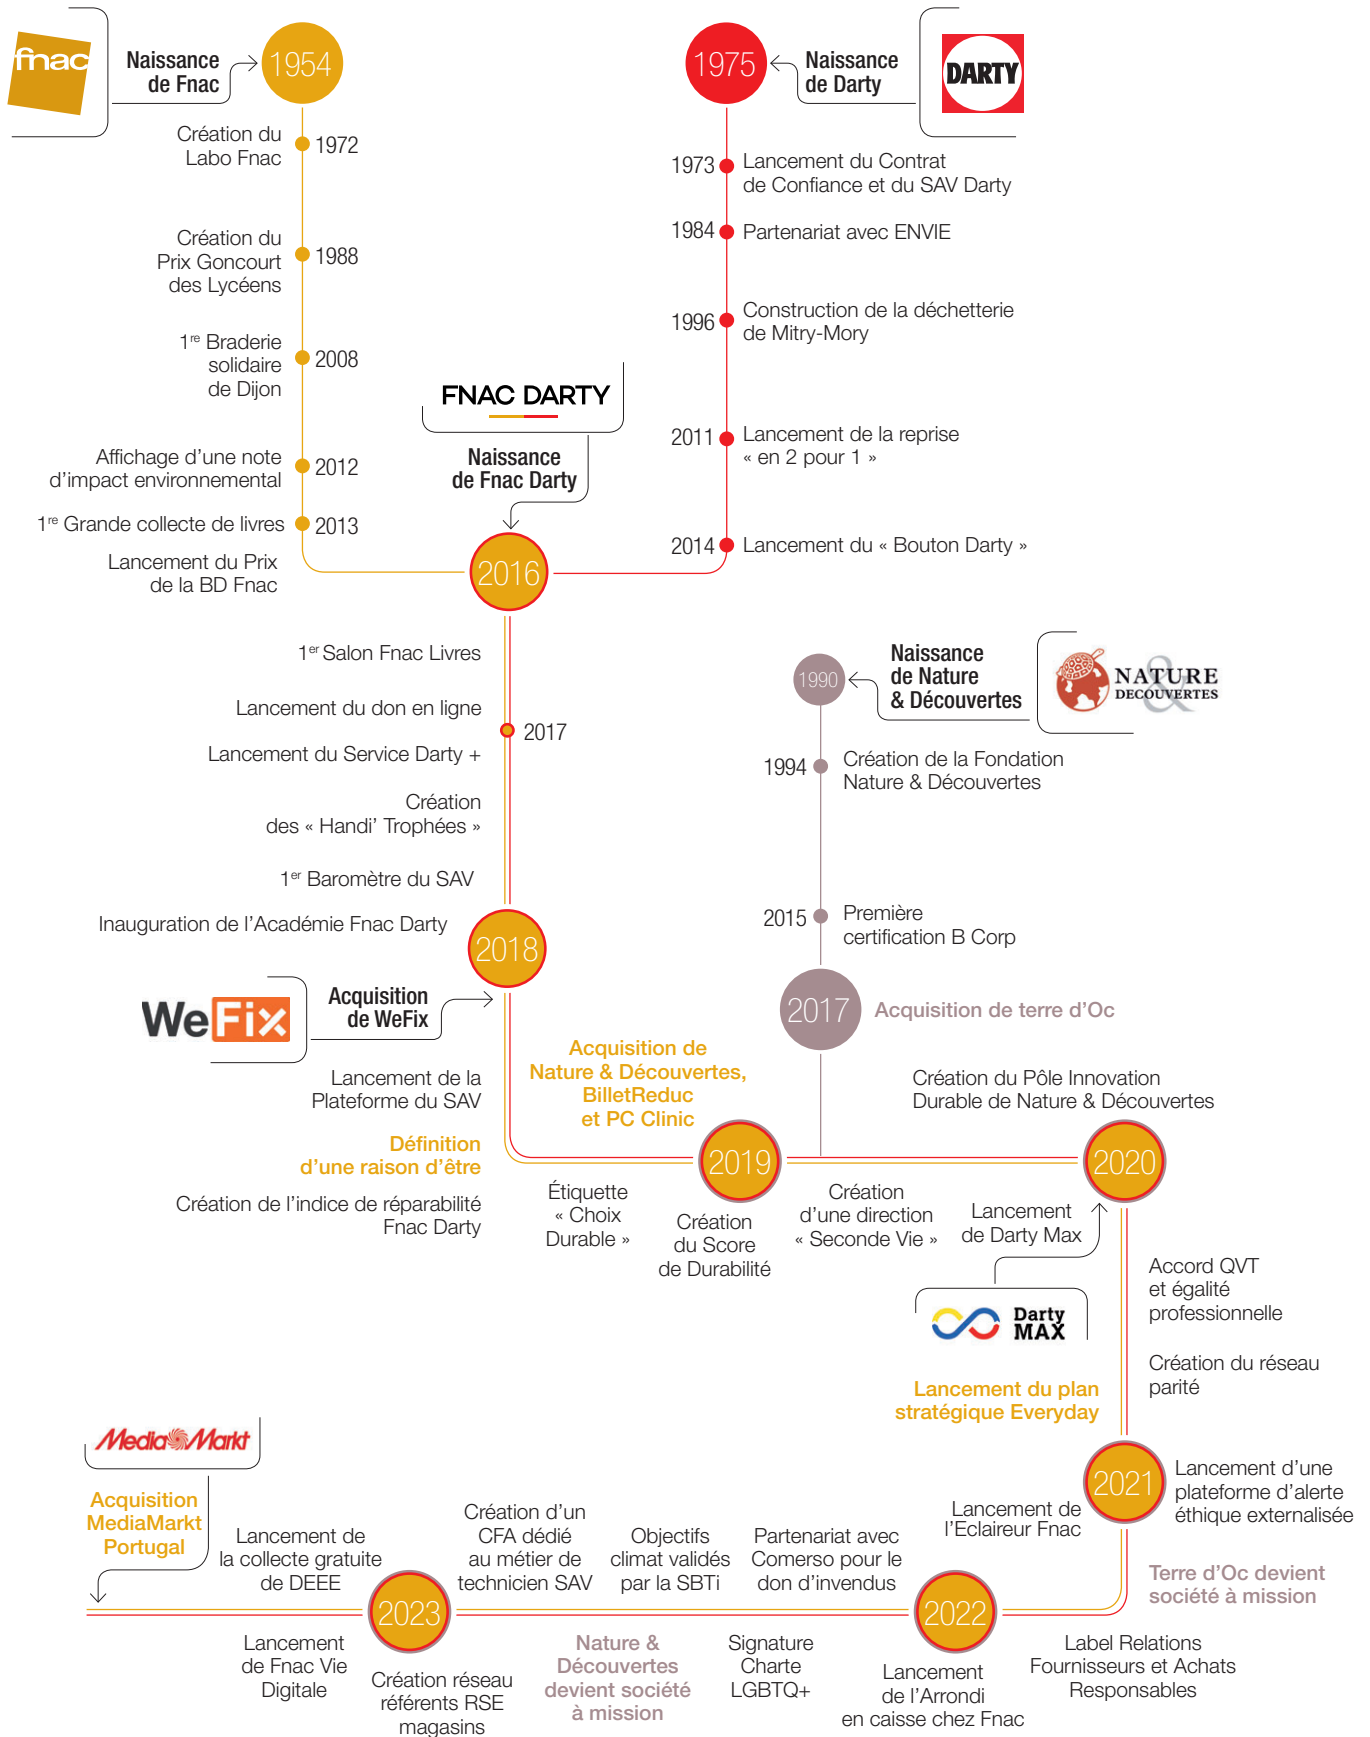 fnac
Naissance
de Fnac
1954
Création du
Labo Fnac
1972
Création du
Prix Goncourt
des Lycéens
1988
1re Braderie
solidaire
de Dijon
2008
Affichage d'une note
d'impact environnemental
2012
1re Grande collecte de livres
2013
Lancement du Prix
de la BD Fnac
1975
Naissance
de Darty
DARTY
1973
Lancement du Contrat
de Confiance et du SAV Darty
1984
Partenariat avec ENVIE
1996
Construction de la déchetterie
de Mitry-Mory
2011
Lancement de la reprise
« en 2 pour 1 »
2014
Lancement du « Bouton Darty »
FNAC DARTY
Naissance
de Fnac Darty
2016
1er Salon Fnac Livres
Lancement du don en ligne
2017
Lancement du Service Darty +
Création
des « Handi' Trophées »
1er Baromètre du SAV
Inauguration de l'Académie Fnac Darty
2018
1990
Naissance
de Nature
& Découvertes
NATURE
&
DECOUVERTES
1994
Création de la Fondation
Nature & Découvertes
2015
Première
certification B Corp
2017
Acquisition de terre d'Oc
WeFix
Acquisition
de WeFix
Lancement de la
Plateforme du SAV
Définition
d'une raison d'être
Création de l'indice de réparabilité
Fnac Darty
Acquisition de
Nature & Découvertes,
BilletReduc
et PC Clinic
2019
Étiquette
« Choix
Durable »
Création
du Score
de Durabilité
Création
d'une direction
« Seconde Vie »
Création du Pôle Innovation
Durable de Nature & Découvertes
2020
Lancement
de Darty Max
Darty
MAX
Accord QVT
et égalité
professionnelle
Création du réseau
parité
Lancement du plan
stratégique Everyday
2021
Lancement d'une
plateforme d'alerte
éthique externalisée
Lancement de
l'Eclaireur Fnac
Terre d'Oc devient
société à mission
Label Relations
Fournisseurs et Achats
Responsables
2022
Lancement
de l'Arrondi
en caisse chez Fnac
Partenariat avec
Comerso pour le
don d'invendus
Signature
Charte
LGBTQ+
Objectifs
climat validés
par la SBTi
Nature &
Découvertes
devient société
à mission
Création d'un
CFA dédié
au métier de
technicien SAV
2023
Création réseau
référents RSE
magasins
Lancement de
la collecte gratuite
de DEEE
Lancement
de Fnac Vie
Digitale
MediaMarkt
Acquisition
MediaMarkt
Portugal